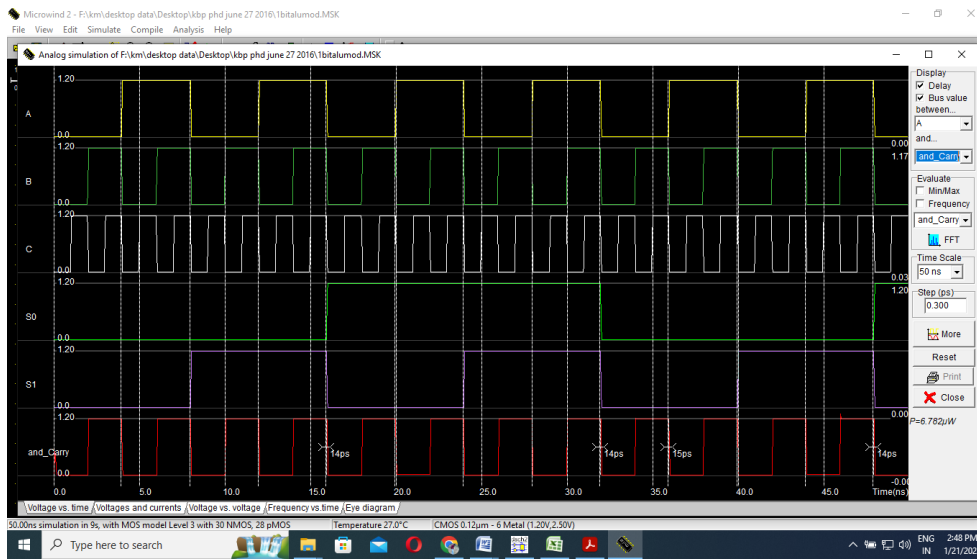 Microwind 2 - F:\km\desktop data\Desktop\kbp phd june 27 2016\1bitalumod.MSK
File View Edit Simulate Compile Analysis Help
Analog simulation of F:\km\desktop data\Desktop\kbp phd june 27 2016\1bitalumod.MSK
Display
Delay
Bus value
between...
A
and...
and_Carry
Evaluate
Min/Max
Frequency
and_Carry
FFT
Time Scale
50 ns
Step (ps)
0.300
More
Reset
Print
Close
P=6.782µW
1.20
A
0.0
0.00
1.20
1.17
B
0.0
1.20
C
0.0
0.03
1.20
1.20
S0
0.0
1.20
S1
0.0
0.00
1.20
and_Carry
14ps
14ps
15ps
14ps
0.0
-0.00
0.0 5.0 10.0 15.0 20.0 25.0 30.0 35.0 40.0 45.0 Time(ns)
Voltage vs. time Voltages and currents Voltage vs. voltage Frequency vs.time Eye diagram
50.00ns simulation in 9s, with MOS model Level 3 with 30 NMOS, 28 pMOS Temperature 27.0°C CMOS 0.12µm - 6 Metal (1.20V,2.50V)
Type here to search
ENG 2:48 PM
IN